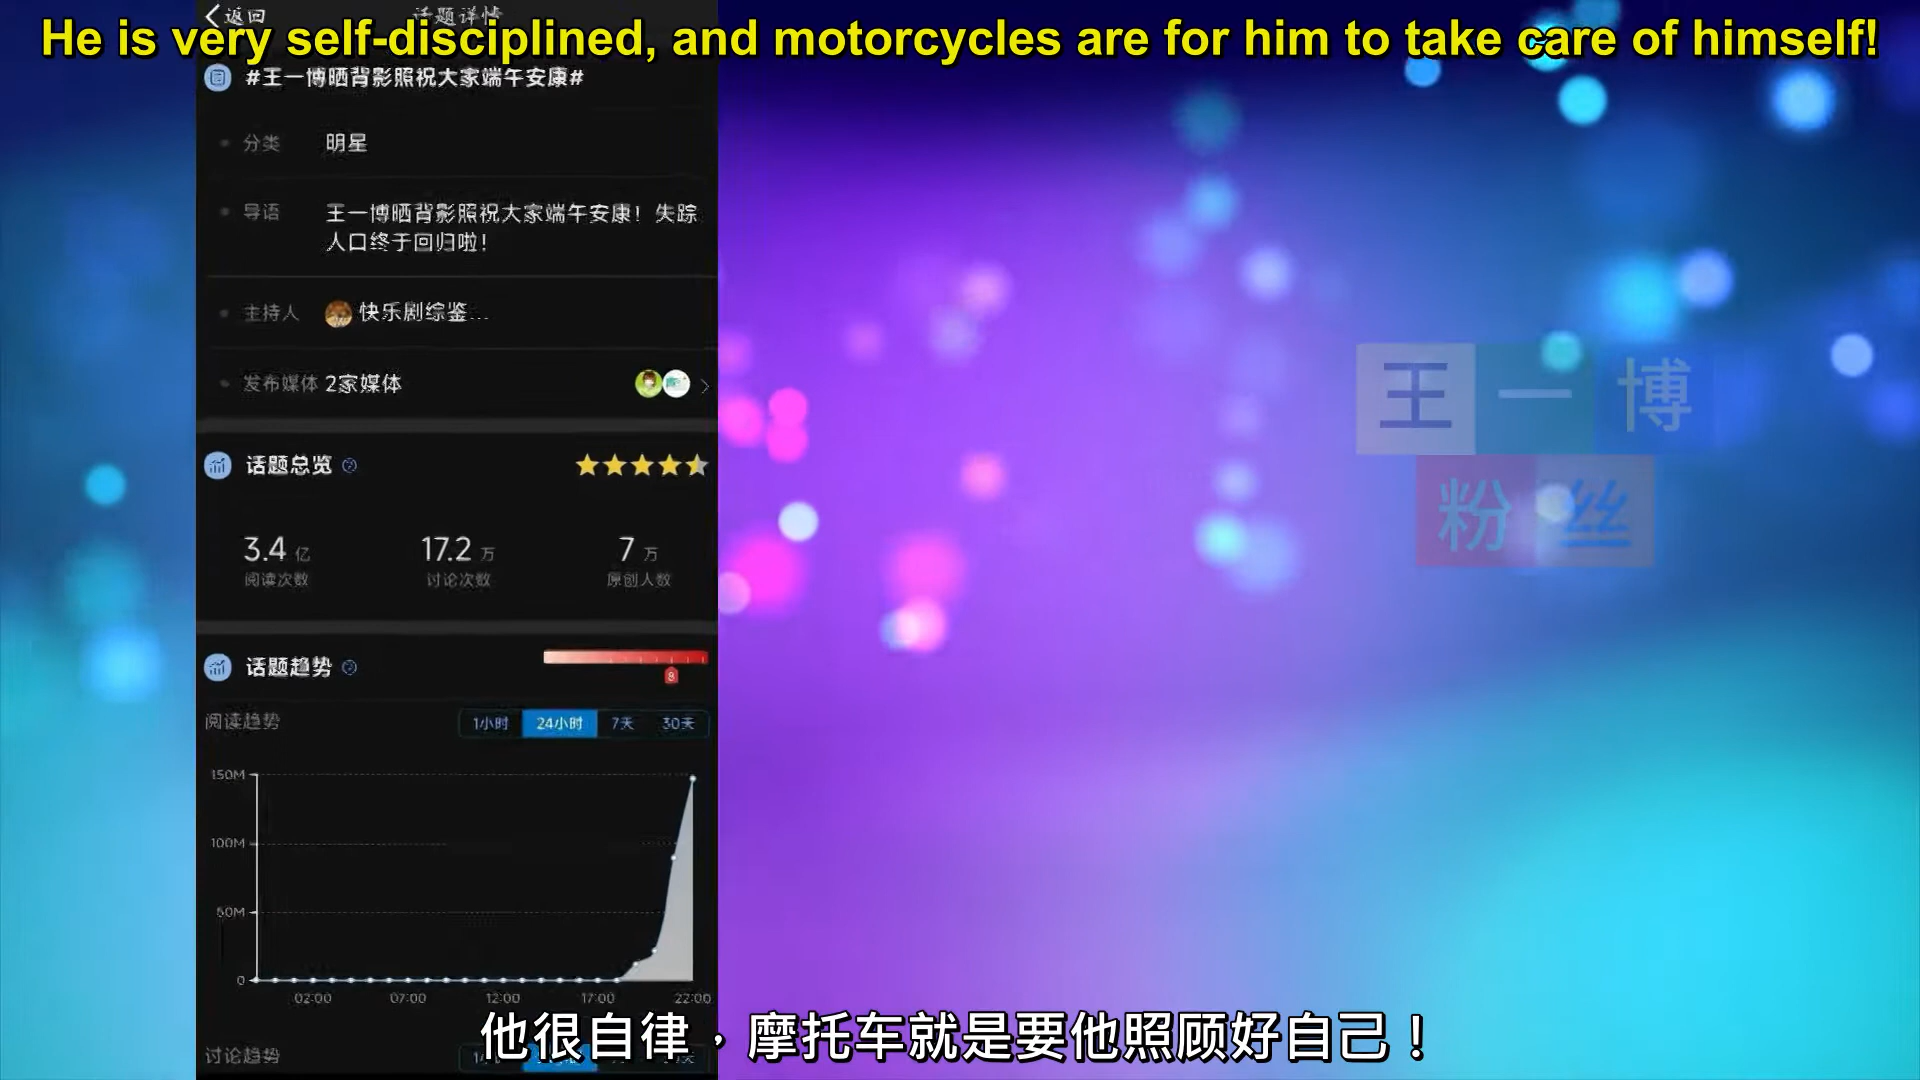 He is very self-disciplined, and motorcycles are for him to take care of himself!
返回
话题详情
#王一博晒背影照祝大家端午安康#
分类 明星
导语 王一博晒背影照祝大家端午安康！失踪
人口终于回归啦！
主持人 快乐剧综鉴...
发布媒体 2家媒体
话题总览
3.4 亿 17.2 万 7 万
阅读次数 讨论次数 原创人数
话题趋势
8
阅读趋势 1小时 24小时 7天 30天
150M
100M
50M
0
02:00 07:00 12:00 17:00 22:00
讨论趋势
王一博
粉丝
他很自律，摩托车就是要他照顾好自己！